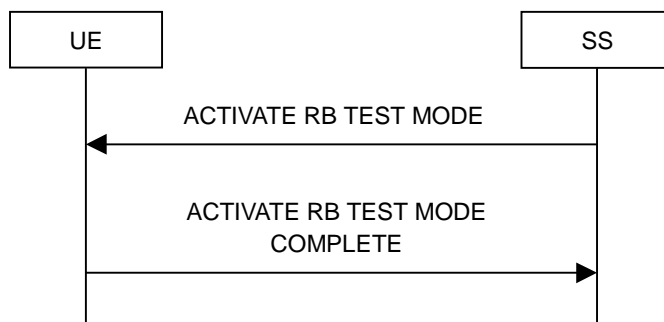 UE
SS
ACTIVATE RB TEST MODE
ACTIVATE RB TEST MODE
COMPLETE